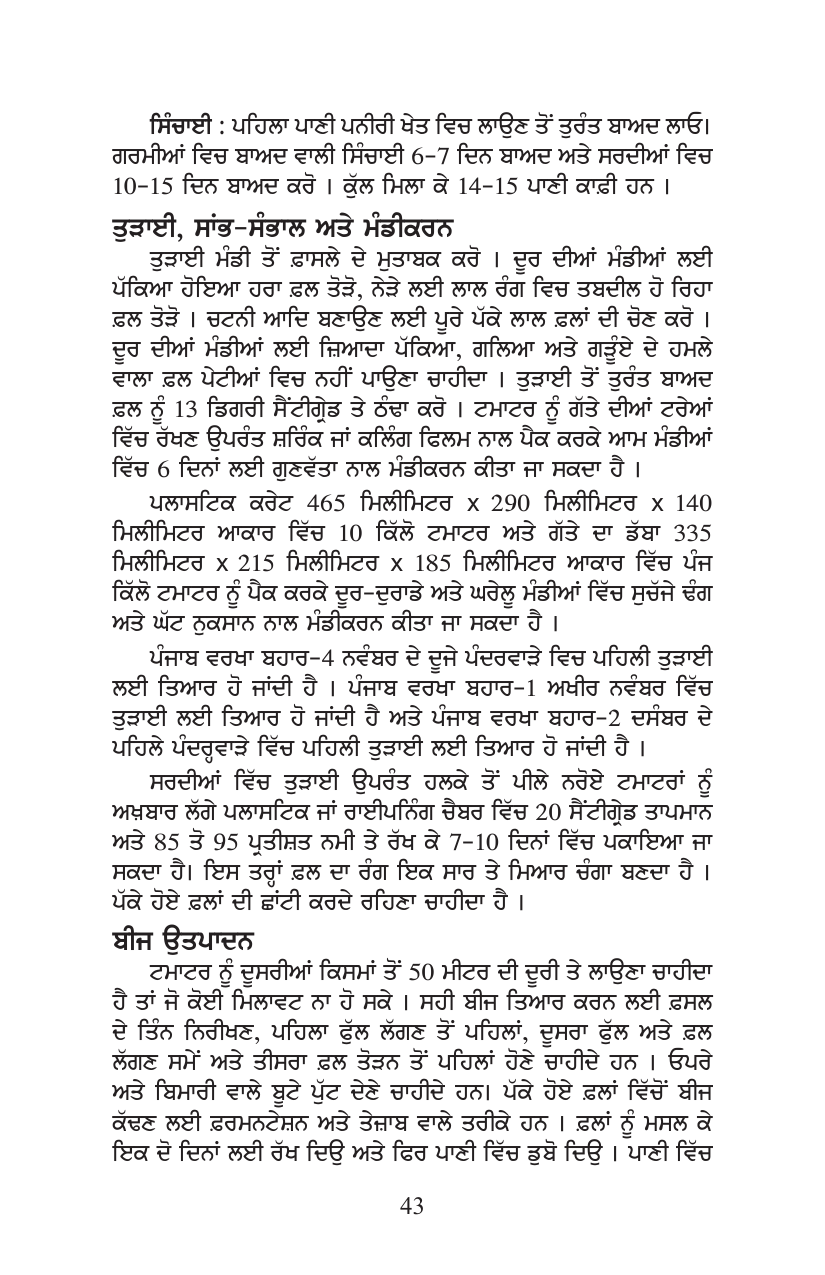 ਸਿੰਚਾਈ : ਪਹਿਲਾ ਪਾਣੀ ਪਨੀਰੀ ਖੇਤ ਵਿਚ ਲਾਉਣ ਤੋਂ ਤੁਰੰਤ ਬਾਅਦ ਲਾਓ।
ਗਰਮੀਆਂ ਵਿਚ ਬਾਅਦ ਵਾਲੀ ਸਿੰਚਾਈ 6-7 ਦਿਨ ਬਾਅਦ ਅਤੇ ਸਰਦੀਆਂ ਵਿਚ
10-15 ਦਿਨ ਬਾਅਦ ਕਰੋ । ਕੁੱਲ ਮਿਲਾ ਕੇ 14-15 ਪਾਣੀ ਕਾਫ਼ੀ ਹਨ ।
ਤੁੜਾਈ, ਸਾਂਭ-ਸੰਭਾਲ ਅਤੇ ਮੰਡੀਕਰਨ
ਤੁੜਾਈ ਮੰਡੀ ਤੋਂ ਫ਼ਾਸਲੇ ਦੇ ਮੁਤਾਬਕ ਕਰੋ । ਦੂਰ ਦੀਆਂ ਮੰਡੀਆਂ ਲਈ
ਪੱਕਿਆ ਹੋਇਆ ਹਰਾ ਫ਼ਲ ਤੋੜੋ, ਨੇੜੇ ਲਈ ਲਾਲ ਰੰਗ ਵਿਚ ਤਬਦੀਲ ਹੋ ਰਿਹਾ
ਫ਼ਲ ਤੋੜੋ । ਚਟਨੀ ਆਦਿ ਬਣਾਉਣ ਲਈ ਪੂਰੇ ਪੱਕੇ ਲਾਲ ਫ਼ਲਾਂ ਦੀ ਚੋਣ ਕਰੋ ।
ਦੂਰ ਦੀਆਂ ਮੰਡੀਆਂ ਲਈ ਜ਼ਿਆਦਾ ਪੱਕਿਆ, ਗਲਿਆ ਅਤੇ ਗੜੂੰਏ ਦੇ ਹਮਲੇ
ਵਾਲਾ ਫ਼ਲ ਪੇਟੀਆਂ ਵਿਚ ਨਹੀਂ ਪਾਉਣਾ ਚਾਹੀਦਾ । ਤੁੜਾਈ ਤੋਂ ਤੁਰੰਤ ਬਾਅਦ
ਫ਼ਲ ਨੂੰ 13 ਡਿਗਰੀ ਸੈਂਟੀਗ੍ਰੇਡ ਤੇ ਠੰਢਾ ਕਰੋ । ਟਮਾਟਰ ਨੂੰ ਗੱਤੇ ਦੀਆਂ ਟਰੇਆਂ
ਵਿੱਚ ਰੱਖਣ ਉਪਰੰਤ ਸ਼ਰਿੰਕ ਜਾਂ ਕਲਿੰਗ ਫਿਲਮ ਨਾਲ ਪੈਕ ਕਰਕੇ ਆਮ ਮੰਡੀਆਂ
ਵਿੱਚ 6 ਦਿਨਾਂ ਲਈ ਗੁਣਵੱਤਾ ਨਾਲ ਮੰਡੀਕਰਨ ਕੀਤਾ ਜਾ ਸਕਦਾ ਹੈ ।
ਪਲਾਸਟਿਕ ਕਰੇਟ 465 ਮਿਲੀਮਿਟਰ x 290 ਮਿਲੀਮਿਟਰ x 140
ਮਿਲੀਮਿਟਰ ਆਕਾਰ ਵਿੱਚ 10 ਕਿੱਲੋ ਟਮਾਟਰ ਅਤੇ ਗੱਤੇ ਦਾ ਡੱਬਾ 335
ਮਿਲੀਮਿਟਰ x 215 ਮਿਲੀਮਿਟਰ x 185 ਮਿਲੀਮਿਟਰ ਆਕਾਰ ਵਿੱਚ ਪੰਜ
ਕਿੱਲੋ ਟਮਾਟਰ ਨੂੰ ਪੈਕ ਕਰਕੇ ਦੂਰ-ਦੁਰਾਡੇ ਅਤੇ ਘਰੇਲੂ ਮੰਡੀਆਂ ਵਿੱਚ ਸੁਚੱਜੇ ਢੰਗ
ਅਤੇ ਘੱਟ ਨੁਕਸਾਨ ਨਾਲ ਮੰਡੀਕਰਨ ਕੀਤਾ ਜਾ ਸਕਦਾ ਹੈ ।
ਪੰਜਾਬ ਵਰਖਾ ਬਹਾਰ-4 ਨਵੰਬਰ ਦੇ ਦੂਜੇ ਪੰਦਰਵਾੜੇ ਵਿਚ ਪਹਿਲੀ ਤੁੜਾਈ
ਲਈ ਤਿਆਰ ਹੋ ਜਾਂਦੀ ਹੈ । ਪੰਜਾਬ ਵਰਖਾ ਬਹਾਰ-1 ਅਖੀਰ ਨਵੰਬਰ ਵਿੱਚ
ਤੁੜਾਈ ਲਈ ਤਿਆਰ ਹੋ ਜਾਂਦੀ ਹੈ ਅਤੇ ਪੰਜਾਬ ਵਰਖਾ ਬਹਾਰ-2 ਦਸੰਬਰ ਦੇ
ਪਹਿਲੇ ਪੰਦਰ੍ਹਵਾੜੇ ਵਿੱਚ ਪਹਿਲੀ ਤੁੜਾਈ ਲਈ ਤਿਆਰ ਹੋ ਜਾਂਦੀ ਹੈ ।
ਸਰਦੀਆਂ ਵਿੱਚ ਤੁੜਾਈ ਉਪਰੰਤ ਹਲਕੇ ਤੋਂ ਪੀਲੇ ਨਰੋਏ ਟਮਾਟਰਾਂ ਨੂੰ
ਅਖ਼ਬਾਰ ਲੱਗੇ ਪਲਾਸਟਿਕ ਜਾਂ ਰਾਈਪਨਿੰਗ ਚੈਬਰ ਵਿੱਚ 20 ਸੈਂਟੀਗ੍ਰੇਡ ਤਾਪਮਾਨ
ਅਤੇ 85 ਤੋ 95 ਪ੍ਰਤੀਸ਼ਤ ਨਮੀ ਤੇ ਰੱਖ ਕੇ 7-10 ਦਿਨਾਂ ਵਿੱਚ ਪਕਾਇਆ ਜਾ
ਸਕਦਾ ਹੈ। ਇਸ ਤਰ੍ਹਾਂ ਫ਼ਲ ਦਾ ਰੰਗ ਇਕ ਸਾਰ ਤੇ ਮਿਆਰ ਚੰਗਾ ਬਣਦਾ ਹੈ ।
ਪੱਕੇ ਹੋਏ ਫ਼ਲਾਂ ਦੀ ਛਾਂਟੀ ਕਰਦੇ ਰਹਿਣਾ ਚਾਹੀਦਾ ਹੈ ।
ਬੀਜ ਉਤਪਾਦਨ
ਟਮਾਟਰ ਨੂੰ ਦੂਸਰੀਆਂ ਕਿਸਮਾਂ ਤੋਂ 50 ਮੀਟਰ ਦੀ ਦੂਰੀ ਤੇ ਲਾਉਣਾ ਚਾਹੀਦਾ
ਹੈ ਤਾਂ ਜੋ ਕੋਈ ਮਿਲਾਵਟ ਨਾ ਹੋ ਸਕੇ । ਸਹੀ ਬੀਜ ਤਿਆਰ ਕਰਨ ਲਈ ਫ਼ਸਲ
ਦੇ ਤਿੰਨ ਨਿਰੀਖਣ, ਪਹਿਲਾ ਫੁੱਲ ਲੱਗਣ ਤੋਂ ਪਹਿਲਾਂ, ਦੂਸਰਾ ਫੁੱਲ ਅਤੇ ਫ਼ਲ
ਲੱਗਣ ਸਮੇਂ ਅਤੇ ਤੀਸਰਾ ਫ਼ਲ ਤੋੜਨ ਤੋਂ ਪਹਿਲਾਂ ਹੋਣੇ ਚਾਹੀਦੇ ਹਨ । ਓਪਰੇ
ਅਤੇ ਬਿਮਾਰੀ ਵਾਲੇ ਬੂਟੇ ਪੁੱਟ ਦੇਣੇ ਚਾਹੀਦੇ ਹਨ। ਪੱਕੇ ਹੋਏ ਫ਼ਲਾਂ ਵਿੱਚੋਂ ਬੀਜ
ਕੱਢਣ ਲਈ ਫ਼ਰਮਨਟੇਸ਼ਨ ਅਤੇ ਤੇਜ਼ਾਬ ਵਾਲੇ ਤਰੀਕੇ ਹਨ । ਫ਼ਲਾਂ ਨੂੰ ਮਸਲ ਕੇ
ਇਕ ਦੋ ਦਿਨਾਂ ਲਈ ਰੱਖ ਦਿਉ ਅਤੇ ਫਿਰ ਪਾਣੀ ਵਿੱਚ ਡੁਬੋ ਦਿਉ । ਪਾਣੀ ਵਿੱਚ
43